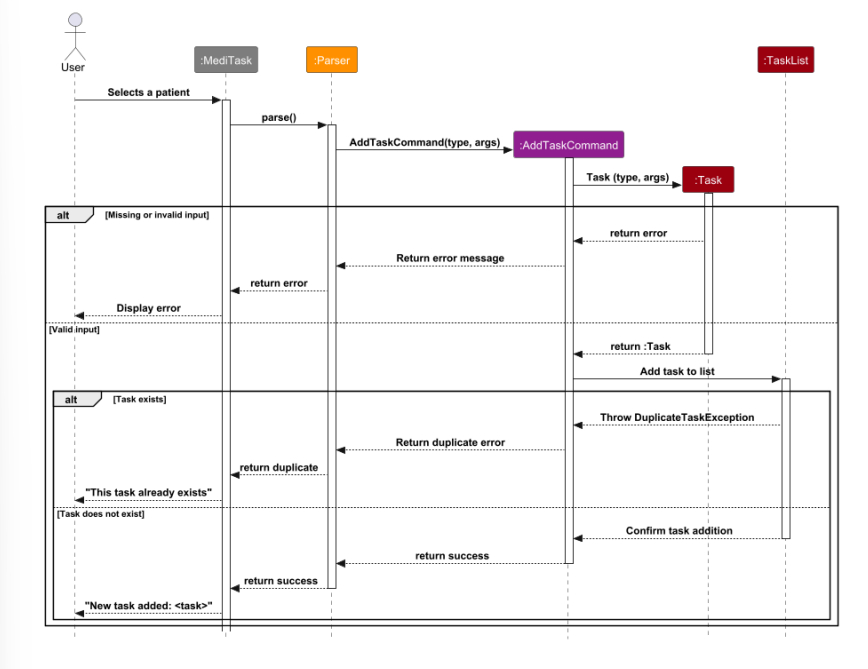 User
:MediTask
:Parser
:TaskList
Selects a patient
parse()
AddTaskCommand(type, args)
:AddTaskCommand
Task (type, args)
:Task
alt
[Missing or invalid input]
return error
Return error message
return error
Display error
[Valid input]
return :Task
Add task to list
alt
[Task exists]
Throw DuplicateTaskException
Return duplicate error
return duplicate
"This task already exists"
[Task does not exist]
Confirm task addition
return success
return success
"New task added: <task>"